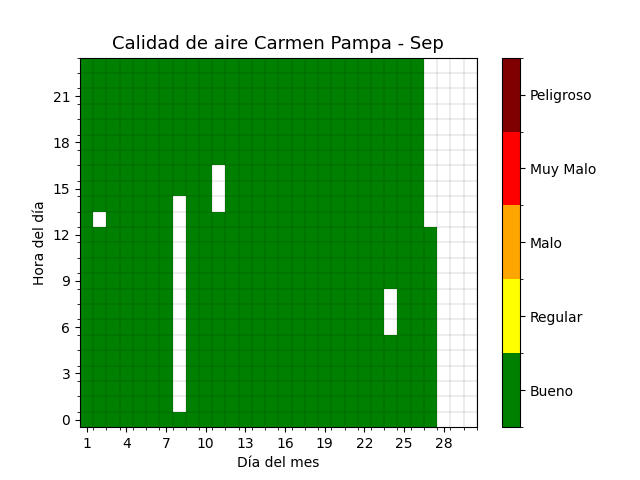 Calidad de aire Carmen Pampa - Sep
Hora del día
21
18
15
12
9
6
3
0
1 4 7 10 13 16 19 22 25 28
Día del mes
Peligroso
Muy Malo
Malo
Regular
Bueno